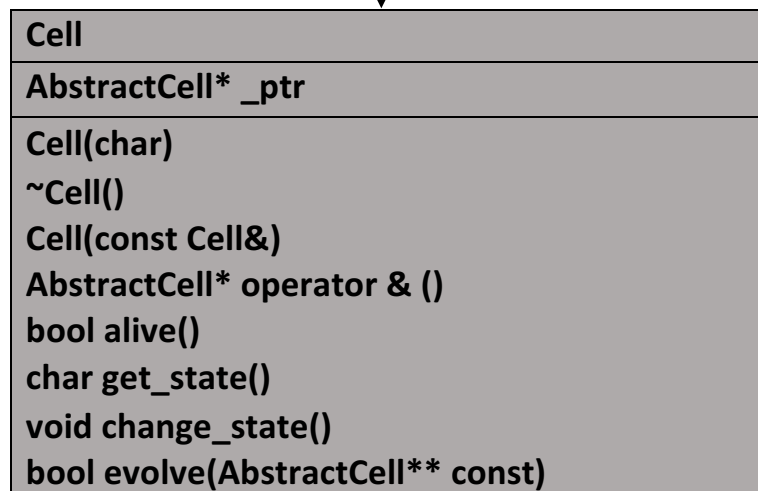 Cell
AbstractCell* _ptr
Cell(char)
~Cell()
Cell(const Cell&)
AbstractCell* operator & ()
bool alive()
char get_state()
void change_state()
bool evolve(AbstractCell** const)